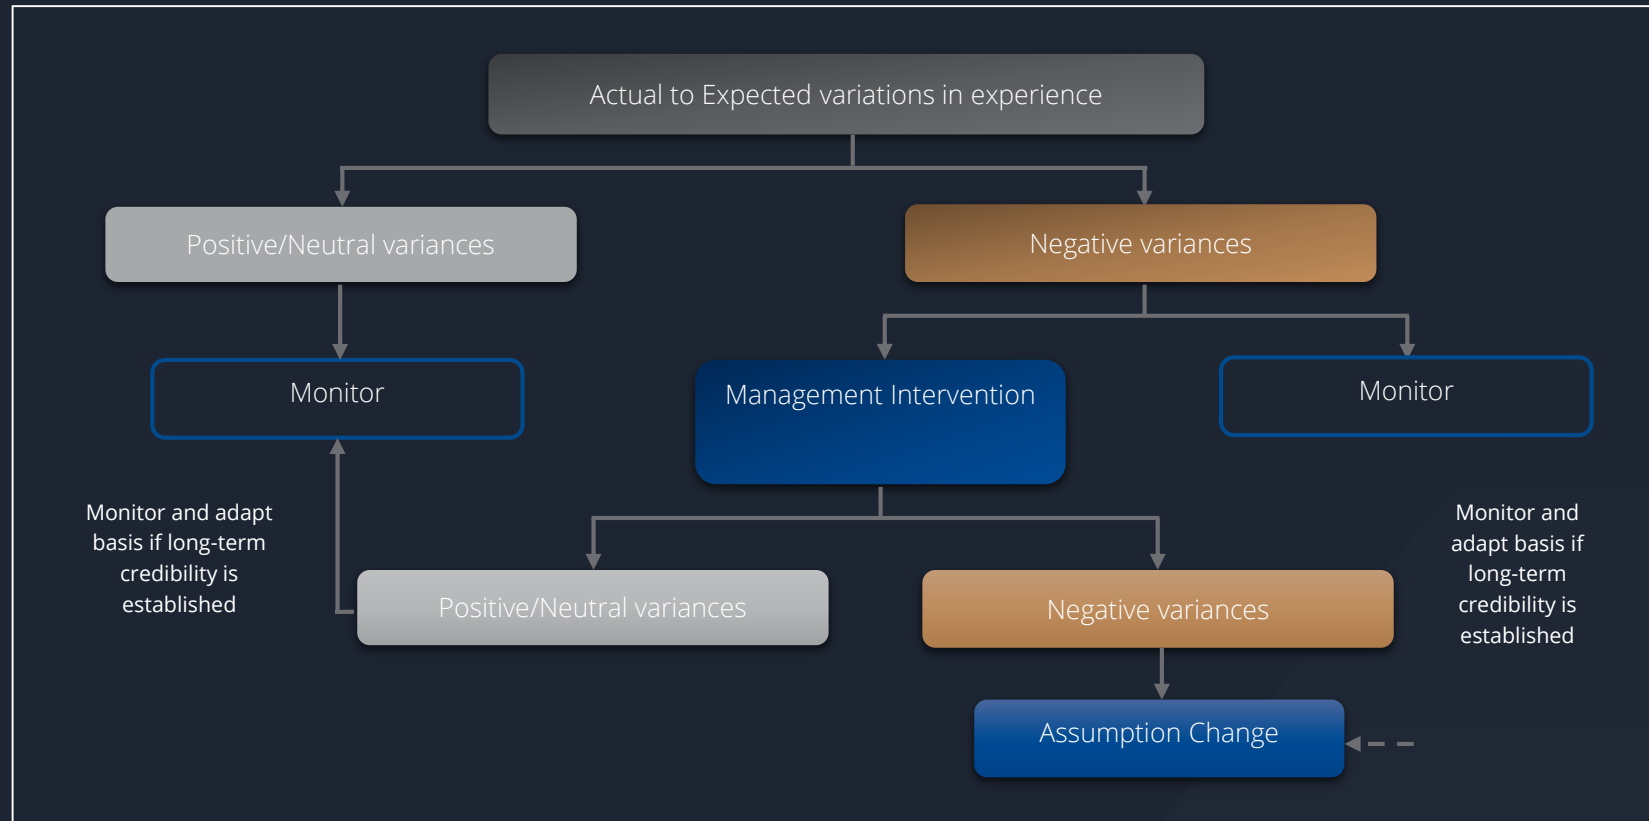 Actual to Expected variations in experience
Positive/Neutral variances
Negative variances
Monitor
Management Intervention
Monitor
Monitor and adapt
basis if long-term
credibility is
established
Monitor and
adapt basis if
long-term
credibility is
established
Positive/Neutral variances
Negative variances
Assumption Change